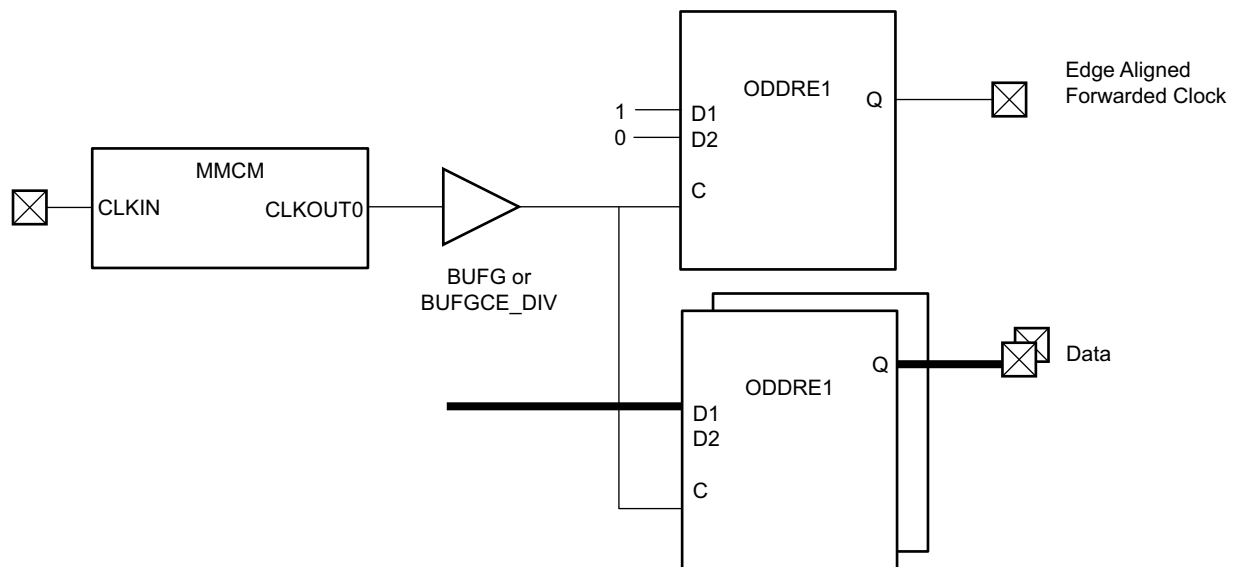 ODDRE1
Q
Edge Aligned
Forwarded Clock
1
D1
0
D2
C
MMCM
CLKIN
CLKOUT0
BUFG or
BUFGCE_DIV
ODDRE1
Q
Data
D1
D2
C